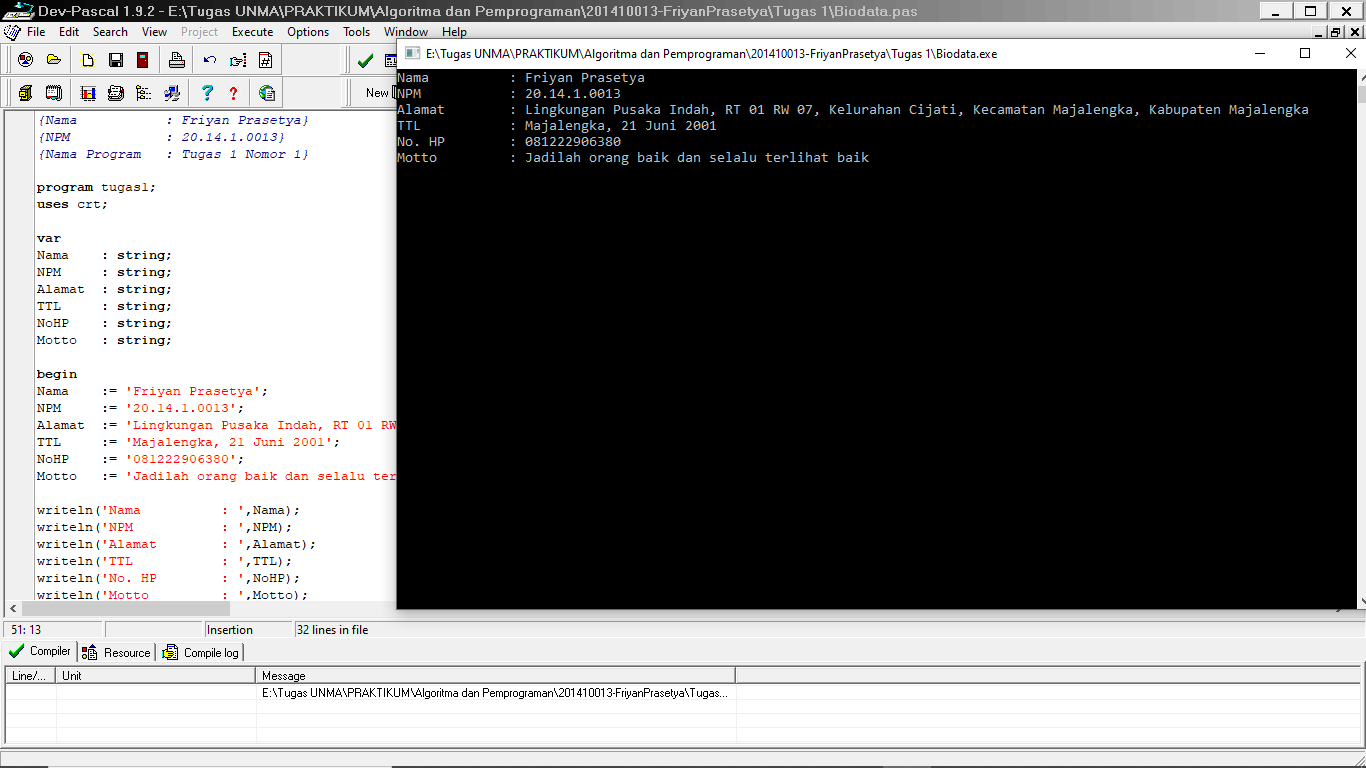 Dev-Pascal 1.9.2 - E:\Tugas UNMA\PRAKTIKUM\Algoritma dan Pemprograman\201410013-FriyanPrasetya\Tugas 1\Biodata.pas
File Edit Search View Project Execute Options Tools Window Help
New
{Nama : Friyan Prasetya}
{NPM : 20.14.1.0013}
{Nama Program : Tugas 1 Nomor 1}
program tugas1;
uses crt;
var
Nama : string;
NPM : string;
Alamat : string;
TTL : string;
NoHP : string;
Motto : string;
begin
Nama := 'Friyan Prasetya';
NPM := '20.14.1.0013';
Alamat := 'Lingkungan Pusaka Indah, RT 01 RW
TTL := 'Majalengka, 21 Juni 2001';
NoHP := '081222906380';
Motto := 'Jadilah orang baik dan selalu ter
writeln('Nama : ',Nama);
writeln('NPM : ',NPM);
writeln('Alamat : ',Alamat);
writeln('TTL : ',TTL);
writeln('No. HP : ',NoHP);
writeln('Motto : ',Motto);
E:\Tugas UNMA\PRAKTIKUM\Algoritma dan Pemprograman\201410013-FriyanPrasetya\Tugas 1\Biodata.exe
Nama : Friyan Prasetya
NPM : 20.14.1.0013
Alamat : Lingkungan Pusaka Indah, RT 01 RW 07, Kelurahan Cijati, Kecamatan Majalengka, Kabupaten Majalengka
TTL : Majalengka, 21 Juni 2001
No. HP : 081222906380
Motto : Jadilah orang baik dan selalu terlihat baik
51: 13 Insertion 32 lines in file
Compiler Resource Compile log
Line/... Unit Message
E:\Tugas UNMA\PRAKTIKUM\Algoritma dan Pemprograman\201410013-FriyanPrasetya\Tugas...